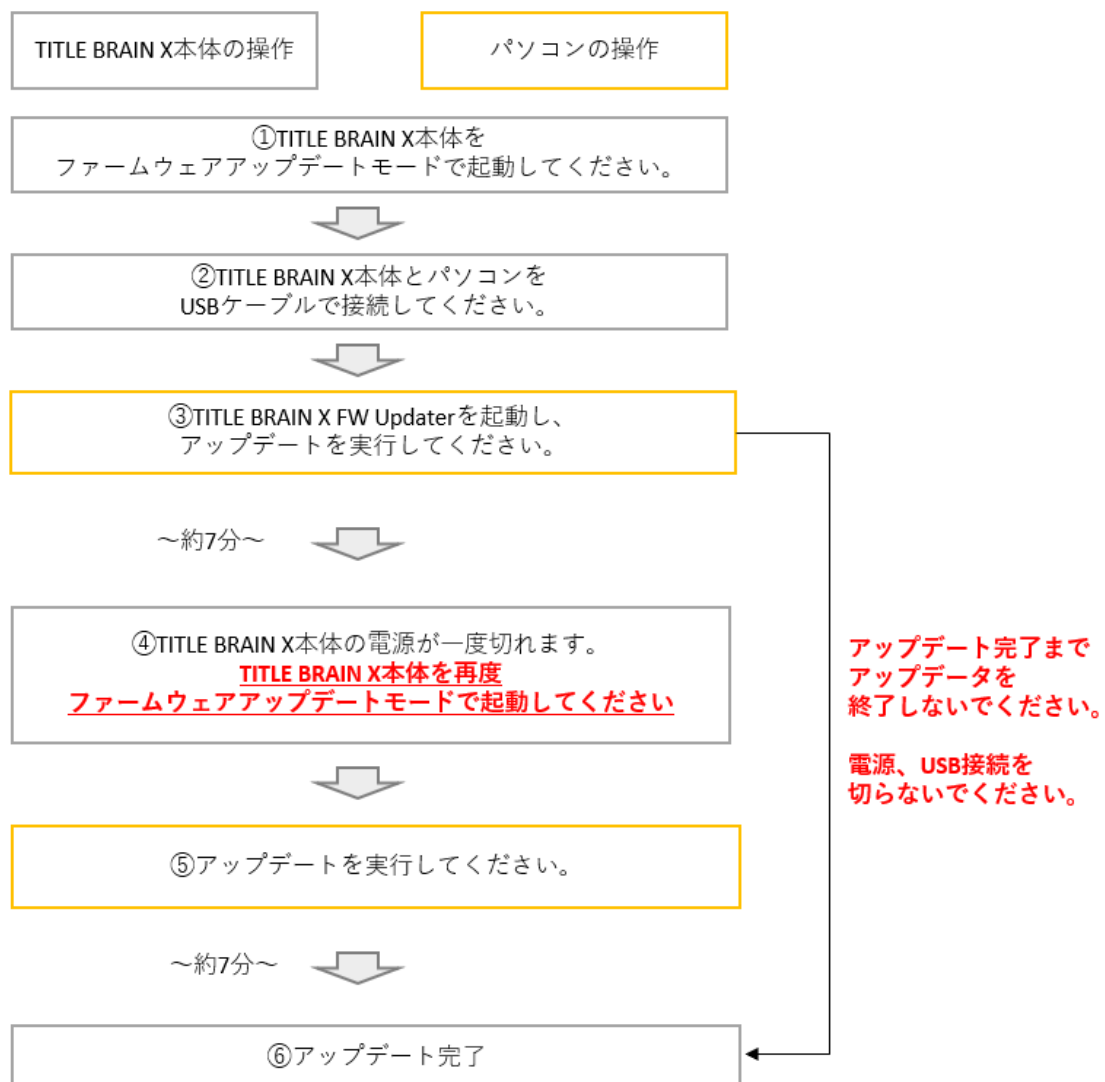 TITLE BRAIN X本体の操作
パソコンの操作
①TITLE BRAIN X本体を
ファームウェアアップデートモードで起動してください。
②TITLE BRAIN X本体とパソコンを
USBケーブルで接続してください。
③TITLE BRAIN X FW Updaterを起動し、
アップデートを実行してください。
～約7分～
④TITLE BRAIN X本体の電源が一度切れます。
TITLE BRAIN X本体を再度
ファームウェアアップデートモードで起動してください
アップデート完了まで
アップデータを
終了しないでください。
電源、USB接続を
切らないでください。
⑤アップデートを実行してください。
～約7分～
⑥アップデート完了